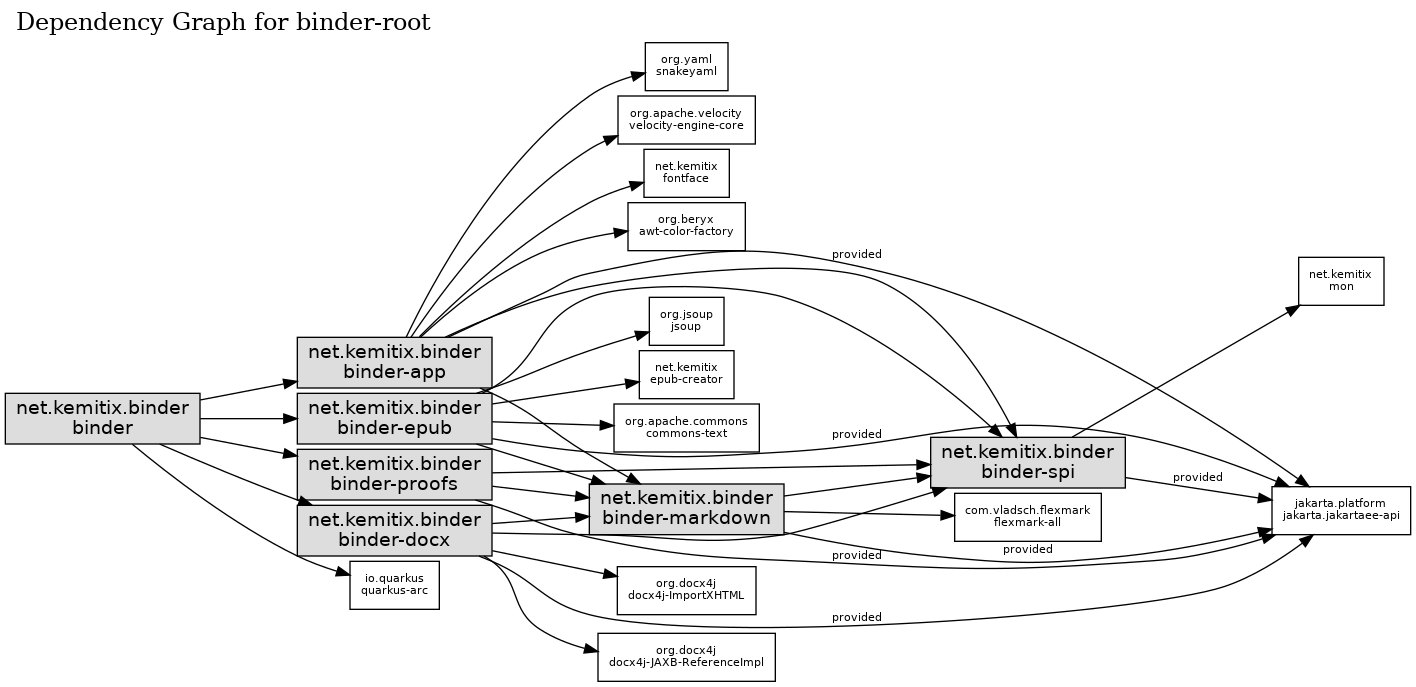 Dependency Graph for binder-root
org.yaml
snakeyaml
org.apache.velocity
velocity-engine-core
net.kemitix
fontface
org.beryx
awt-color-factory
provided
net.kemitix
mon
org.jsoup
jsoup
net.kemitix.binder
binder-app
net.kemitix
epub-creator
net.kemitix.binder
binder
net.kemitix.binder
binder-epub
org.apache.commons
commons-text
provided
net.kemitix.binder
binder-spi
net.kemitix.binder
binder-proofs
provided
net.kemitix.binder
binder-markdown
com.vladsch.flexmark
flexmark-all
jakarta.platform
jakarta.jakartaee-api
net.kemitix.binder
binder-docx
provided
provided
io.quarkus
quarkus-arc
org.docx4j
docx4j-ImportXHTML
provided
org.docx4j
docx4j-JAXB-ReferenceImpl